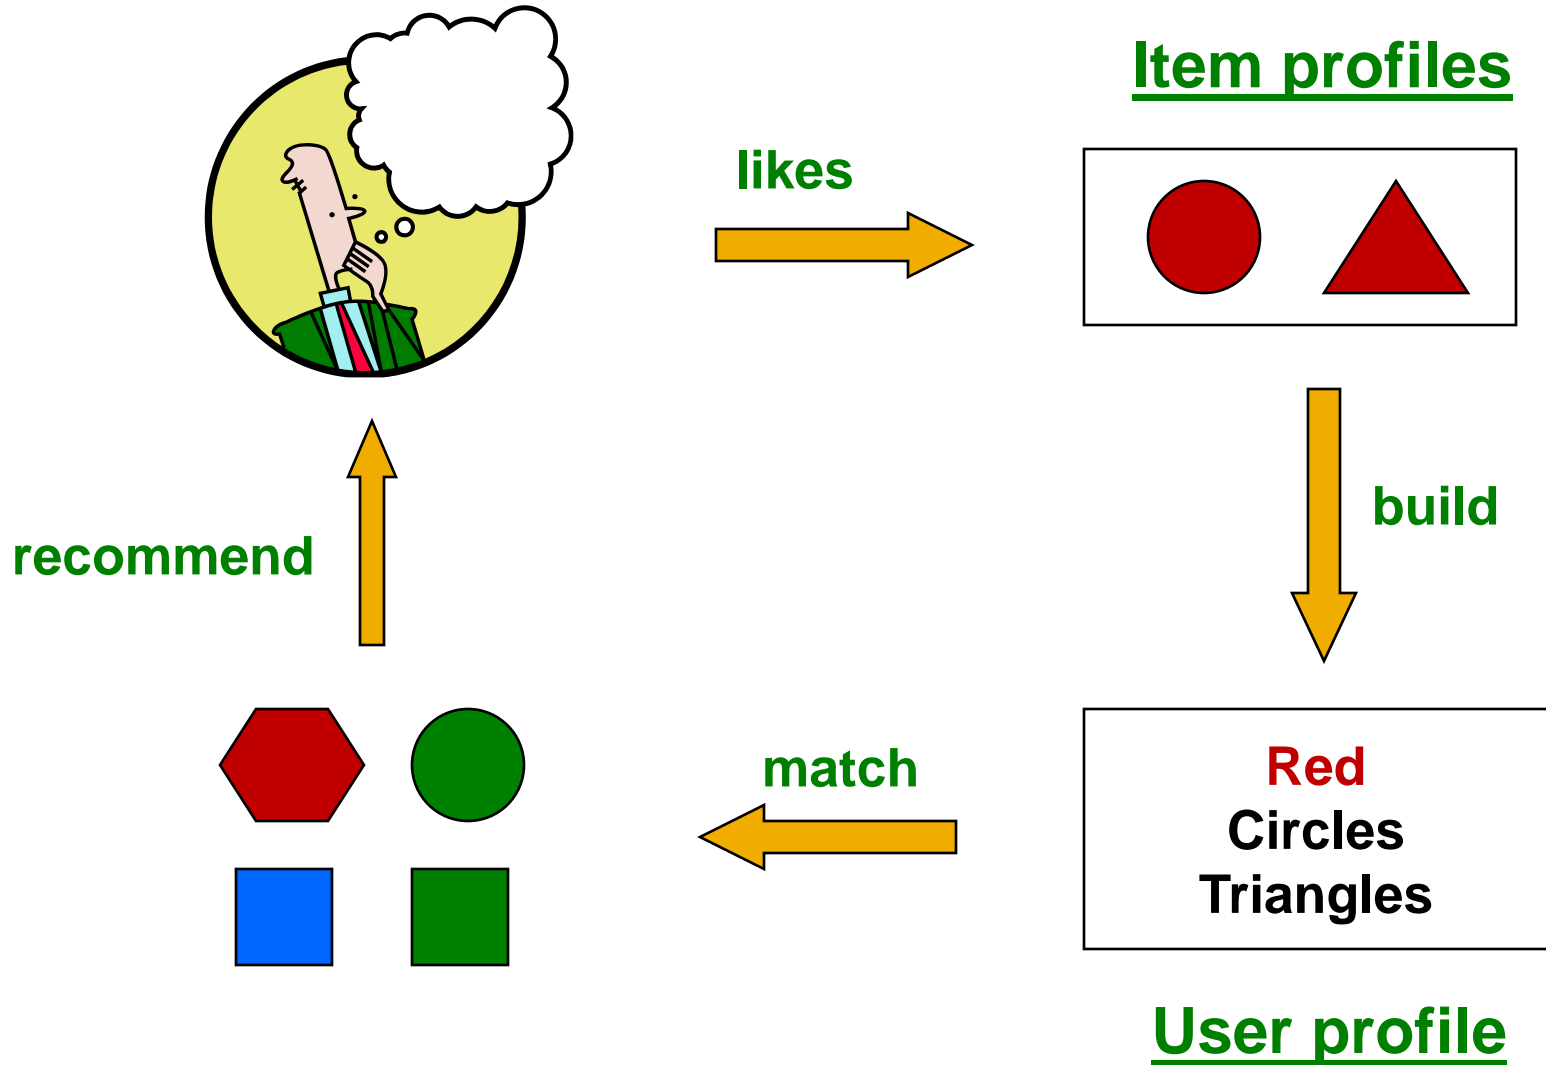 Item profiles
likes
build
recommend
match
Red
Circles
Triangles
User profile